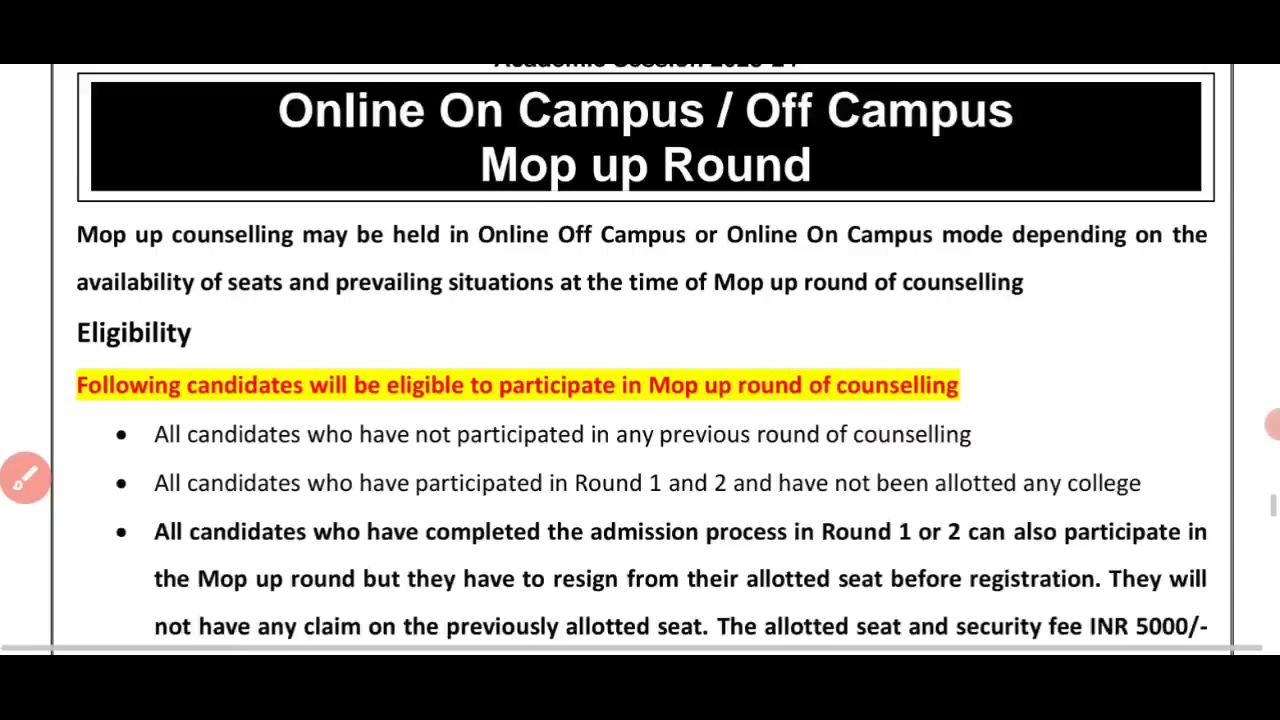 Online On Campus / Off Campus
Mop up Round
Mop up counselling may be held in Online Off Campus or Online On Campus mode depending on the
availability of seats and prevailing situations at the time of Mop up round of counselling
Eligibility
Following candidates will be eligible to participate in Mop up round of counselling
• All candidates who have not participated in any previous round of counselling
• All candidates who have participated in Round 1 and 2 and have not been allotted any college
• All candidates who have completed the admission process in Round 1 or 2 can also participate in
the Mop up round but they have to resign from their allotted seat before registration. They will
not have any claim on the previously allotted seat. The allotted seat and security fee INR 5000/-